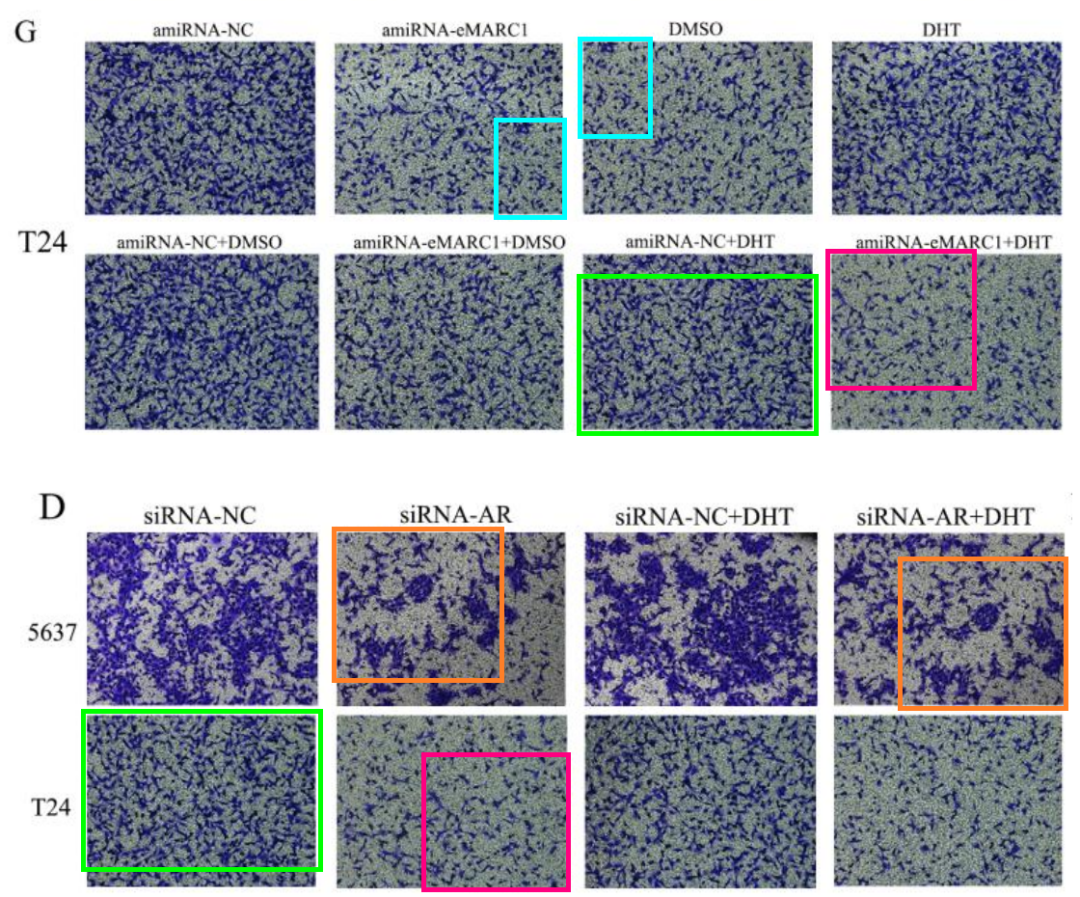 G
amiRNA-NC amiRNA-eMARC1 DMSO DHT
T24
amiRNA-NC+DMSO amiRNA-eMARC1+DMSO amiRNA-NC+DHT amiRNA-eMARC1+DHT
D
siRNA-NC siRNA-AR siRNA-NC+DHT siRNA-AR+DHT
5637
T24